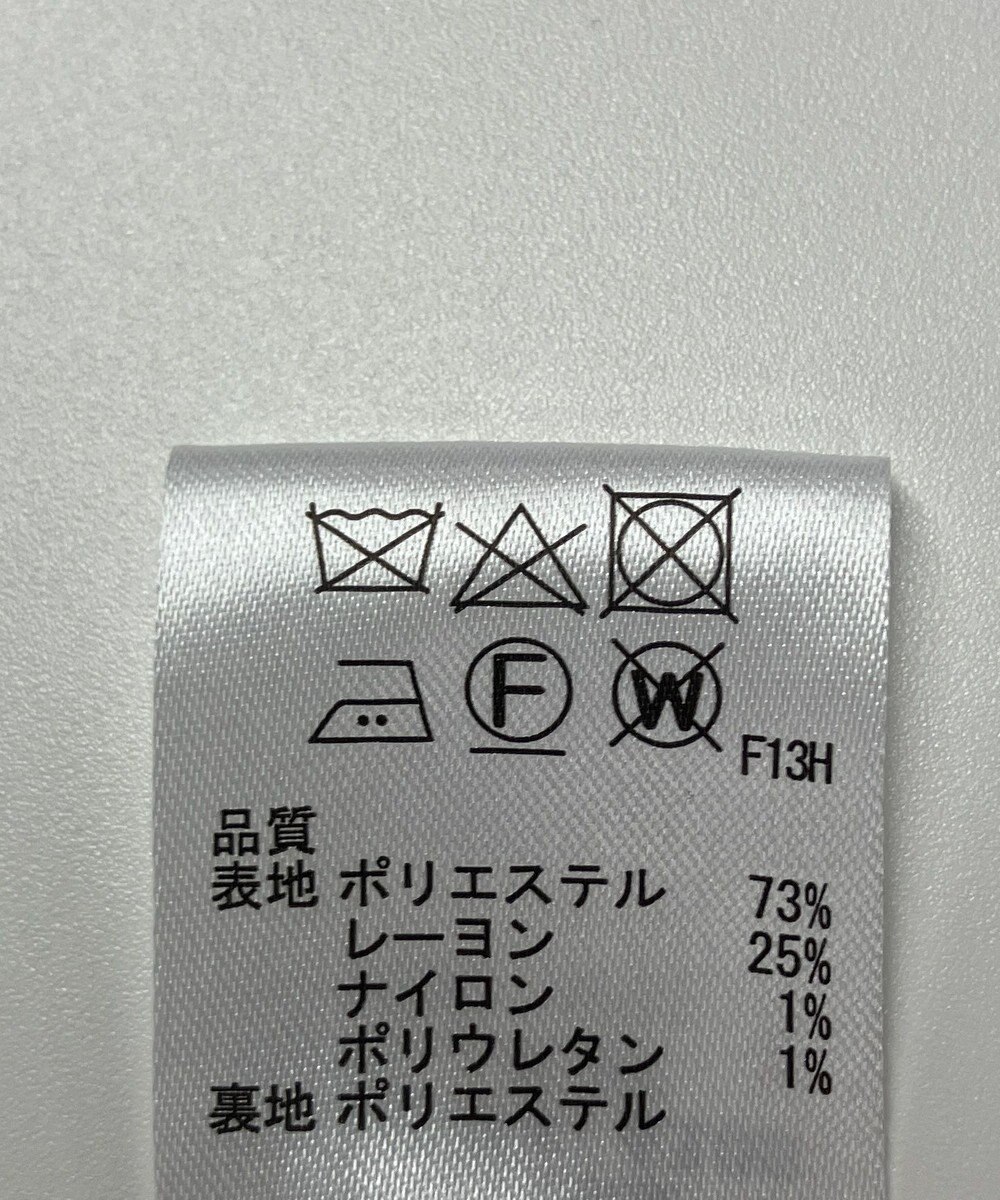 F W F13H
品質
表地 ポリエステル 73%
レーヨン 25%
ナイロン 1%
ポリウレタン 1%
裏地 ポリエステル